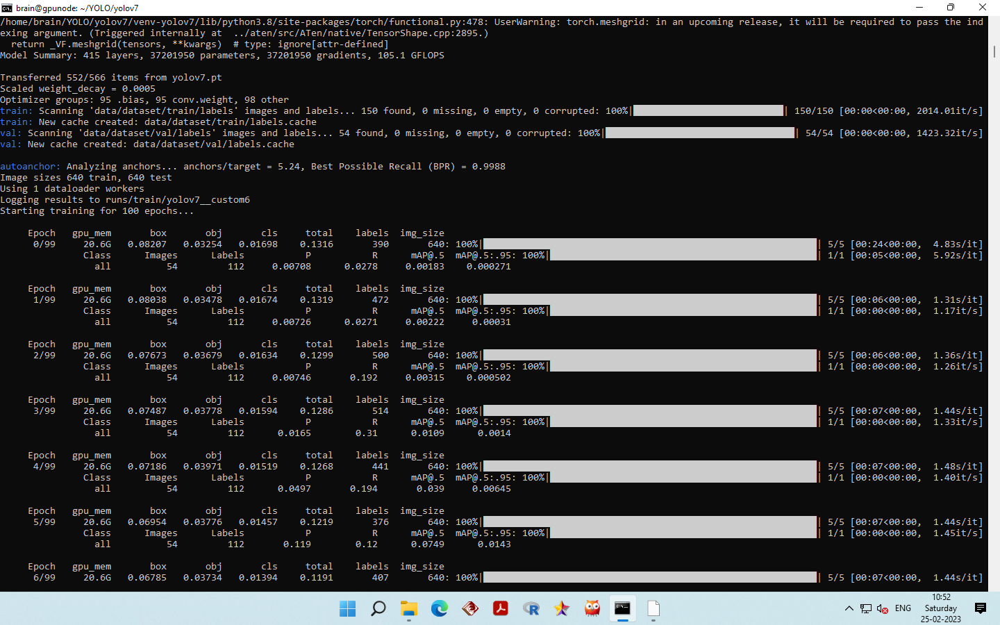 brain@gpunode: ~/YOLO/yolov7
/home/brain/YOLO/yolov7/venv-yolov7/lib/python3.8/site-packages/torch/functional.py:478: UserWarning: torch.meshgrid: in an upcoming release, it will be required to pass the ind
exing argument. (Triggered internally at  ../aten/src/ATen/native/TensorShape.cpp:2895.)
return _VF.meshgrid(tensors, **kwargs)  # type: ignore[attr-defined]
Model Summary: 415 layers, 37201950 parameters, 37201950 gradients, 105.1 GFLOPS
Transferred 552/566 items from yolov7.pt
Scaled weight_decay = 0.0005
Optimizer groups: 95 .bias, 95 conv.weight, 98 other
train: Scanning 'data/dataset/train/labels' images and labels... 150 found, 0 missing, 0 empty, 0 corrupted: 100%| | 150/150 [00:00<00:00, 2014.01it/s]
train: New cache created: data/dataset/train/labels.cache
val: Scanning 'data/dataset/val/labels' images and labels... 54 found, 0 missing, 0 empty, 0 corrupted: 100%| | 54/54 [00:00<00:00, 1423.32it/s]
val: New cache created: data/dataset/val/labels.cache
autoanchor: Analyzing anchors... anchors/target = 5.24, Best Possible Recall (BPR) = 0.9988
Image sizes 640 train, 640 test
Using 1 dataloader workers
Logging results to runs/train/yolov7__custom6
Starting training for 100 epochs...
Epoch gpu_mem box obj cls total labels img_size
0/99 20.6G 0.08207 0.03254 0.01698 0.1316 390 640: 100%| | 5/5 [00:24<00:00, 4.83s/it]
Class Images Labels P R mAP@.5 mAP@.5:.95: 100%| | 1/1 [00:05<00:00, 5.92s/it]
all 54 112 0.00708 0.0278 0.00183 0.000271
Epoch gpu_mem box obj cls total labels img_size
1/99 20.6G 0.08038 0.03478 0.01674 0.1319 472 640: 100%| | 5/5 [00:06<00:00, 1.31s/it]
Class Images Labels P R mAP@.5 mAP@.5:.95: 100%| | 1/1 [00:00<00:00, 1.17it/s]
all 54 112 0.00726 0.0271 0.00222 0.00031
Epoch gpu_mem box obj cls total labels img_size
2/99 20.6G 0.07673 0.03679 0.01634 0.1299 500 640: 100%| | 5/5 [00:06<00:00, 1.36s/it]
Class Images Labels P R mAP@.5 mAP@.5:.95: 100%| | 1/1 [00:00<00:00, 1.26it/s]
all 54 112 0.00746 0.192 0.00315 0.000502
Epoch gpu_mem box obj cls total labels img_size
3/99 20.6G 0.07487 0.03778 0.01594 0.1286 514 640: 100%| | 5/5 [00:07<00:00, 1.44s/it]
Class Images Labels P R mAP@.5 mAP@.5:.95: 100%| | 1/1 [00:00<00:00, 1.33it/s]
all 54 112 0.0165 0.31 0.0109 0.0014
Epoch gpu_mem box obj cls total labels img_size
4/99 20.6G 0.07186 0.03971 0.01519 0.1268 441 640: 100%| | 5/5 [00:07<00:00, 1.48s/it]
Class Images Labels P R mAP@.5 mAP@.5:.95: 100%| | 1/1 [00:00<00:00, 1.40it/s]
all 54 112 0.0497 0.194 0.039 0.00645
Epoch gpu_mem box obj cls total labels img_size
5/99 20.6G 0.06954 0.03776 0.01457 0.1219 376 640: 100%| | 5/5 [00:07<00:00, 1.44s/it]
Class Images Labels P R mAP@.5 mAP@.5:.95: 100%| | 1/1 [00:00<00:00, 1.45it/s]
all 54 112 0.119 0.12 0.0749 0.0143
Epoch gpu_mem box obj cls total labels img_size
6/99 20.6G 0.06785 0.03734 0.01394 0.1191 407 640: 100%| | 5/5 [00:07<00:00, 1.44s/it]
R
ENG
10:52
Saturday
25-02-2023